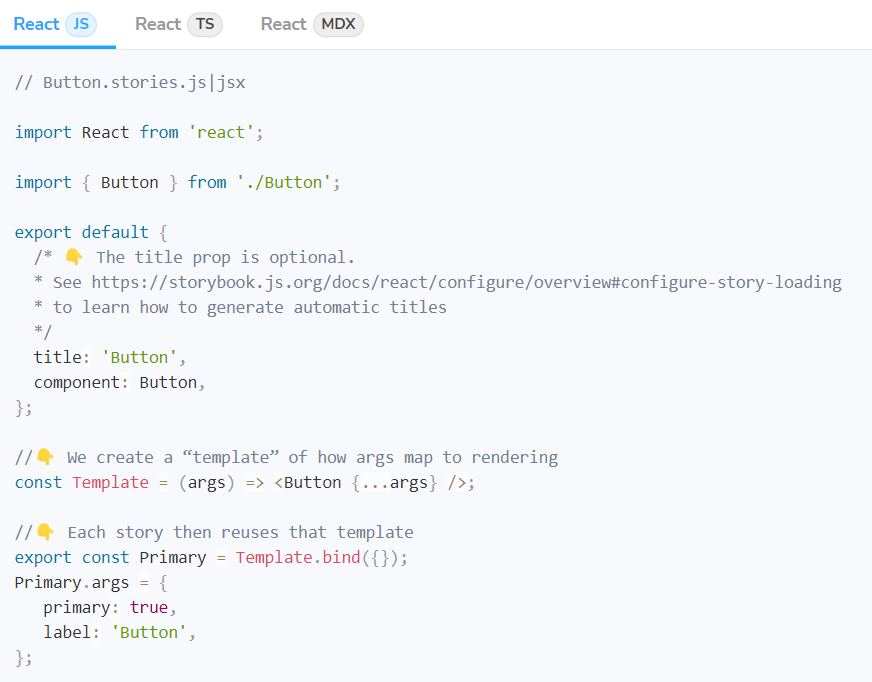 React JS React TS React MDX
// Button.stories.js|jsx
import React from 'react';
import { Button } from './Button';
export default {
  /* 👇 The title prop is optional.
  * See https://storybook.js.org/docs/react/configure/overview#configure-story-loading
  * to learn how to generate automatic titles
  */
  title: 'Button',
  component: Button,
};
//👇 We create a “template” of how args map to rendering
const Template = (args) => <Button {...args} />;
//👇 Each story then reuses that template
export const Primary = Template.bind({});
Primary.args = {
   primary: true,
   label: 'Button',
};